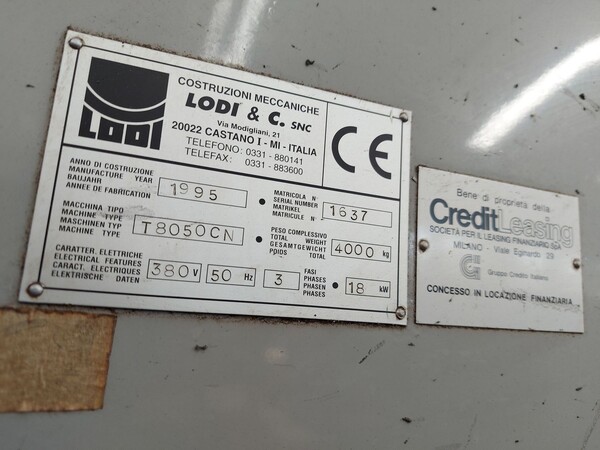 LODI
COSTRUZIONI MECCANICHE
LODI & C. SNC
Via Modigliani, 21
20022 CASTANO I - MI - ITALIA
TELEFONO: 0331 - 880141
TELEFAX: 0331 - 883600
CE
ANNO DI COSTRUZIONE
MANUFACTURE YEAR
BAUJAHR
ANNEE DE FABRICATION
1995
MATRICOLA N°
SERIAL NUMBER
MATRIKEL
MATRICULE N°
1637
MACCHINA TIPO
MACHINE TYPE
MASCHINEN TYP
MACHINE TYPE
T8050CN
PESO COMPLESSIVO
TOTAL WEIGHT
GESAMTGEWICHT
PDIDS TOTAL
4000 kg
CARATTER. ELETTRICHE
ELECTRICAL FEATURES
CARACT. ELECTRIQUES
ELEKTRISCHE DATEN
380 V
50 Hz
3
FASI
PHASES
PHASEN
PHASES
18 kW
Bene di proprietà della
CreditLeasing
SOCIETÀ PER IL LEASING FINANZIARIO SpA
MILANO - Viale Eginardo 29
Gruppo Credito Italiano
CONCESSO IN LOCAZIONE FINANZIARIA